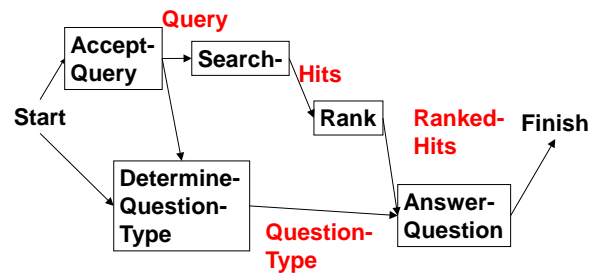 Query
Accept-
Query
Search-
Hits
Start
Rank
Ranked-
Hits
Finish
Determine-
Question-
Type
Question-
Type
Answer-
Question